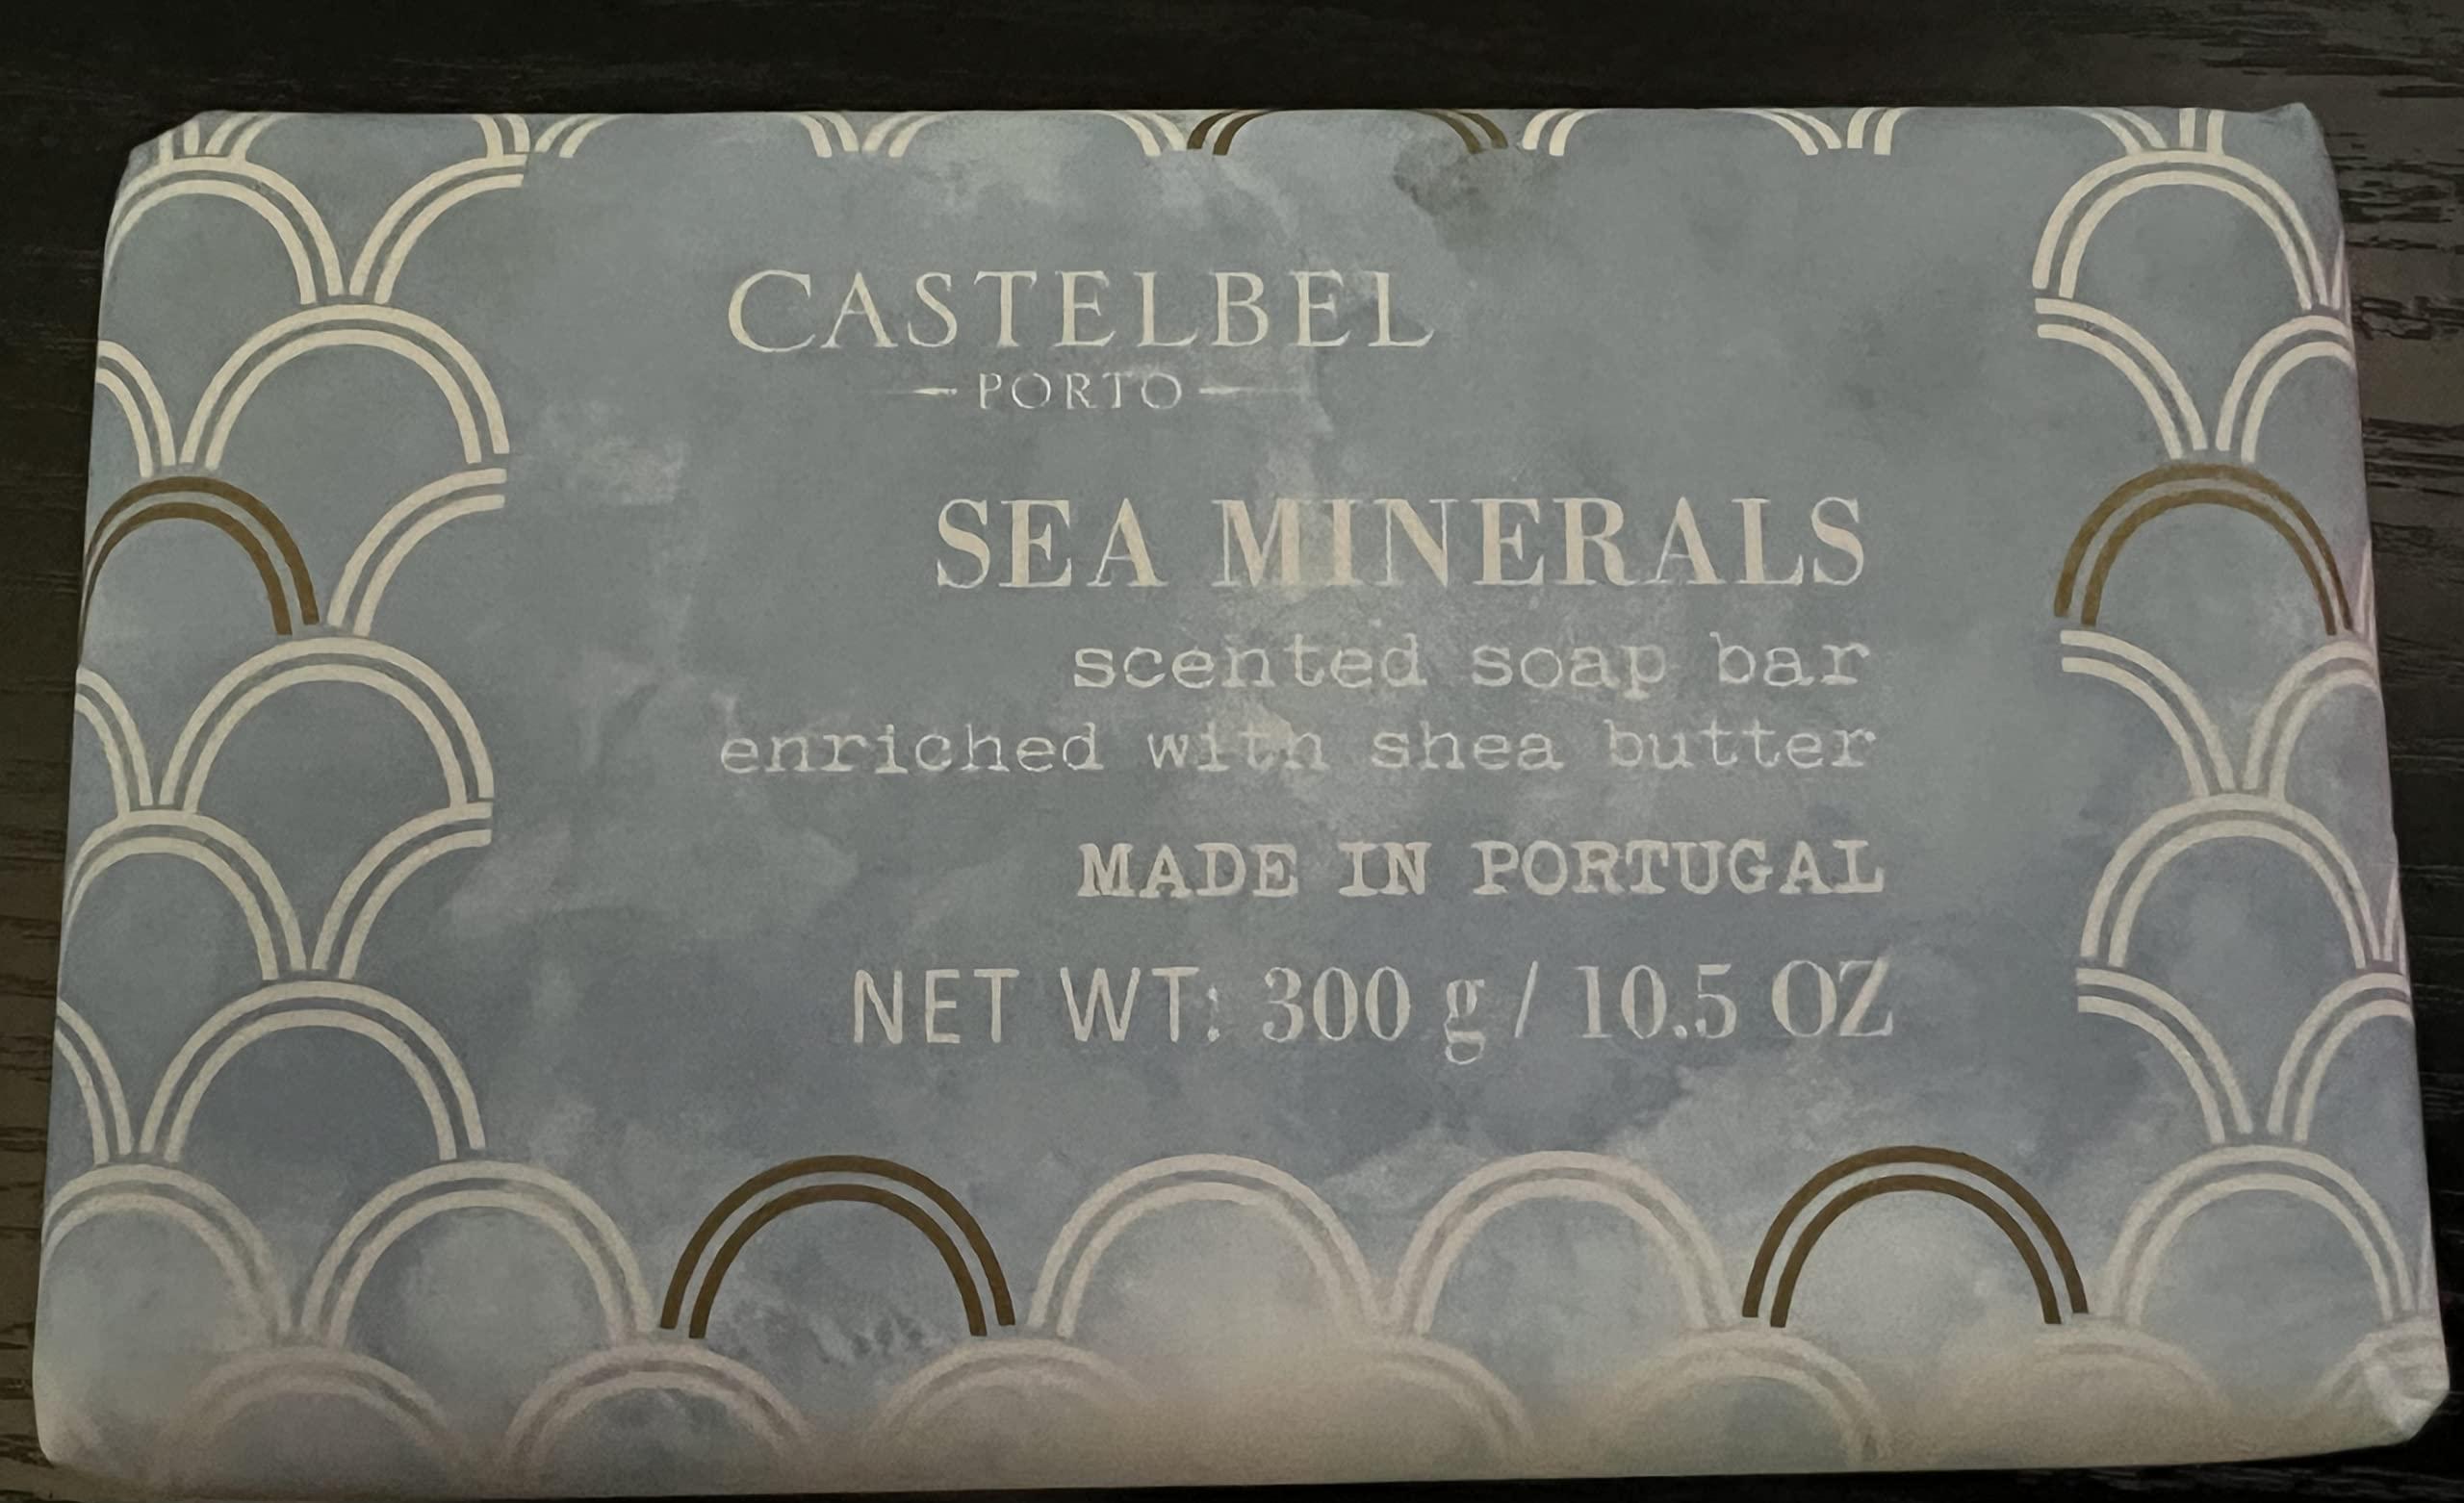 CASTELBEL
PORTO
SEA MINERALS
scented soap bar
enriched with shea butter
MADE IN PORTUGAL
NET WT: 300 g / 10.5 OZ